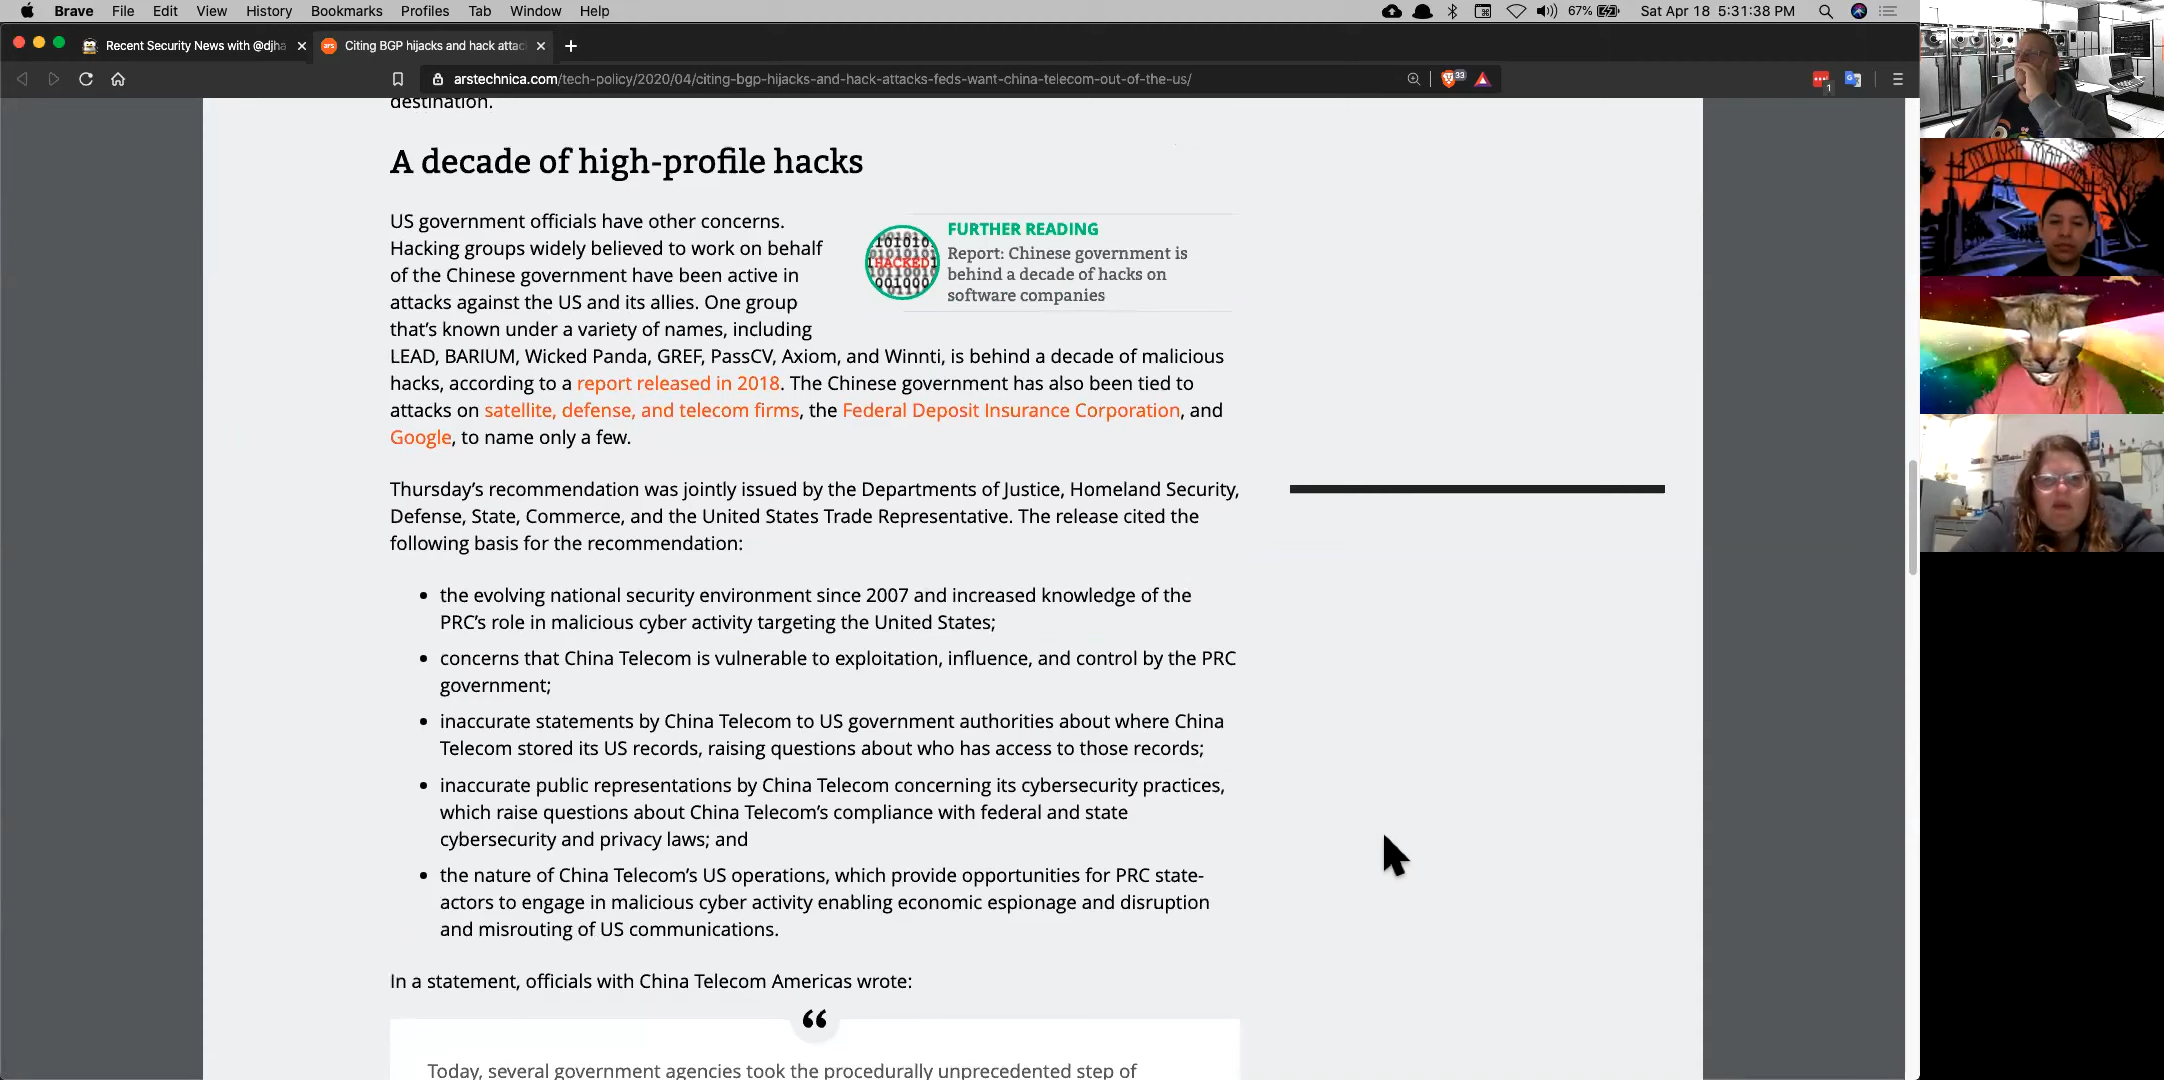 Brave File Edit View History Bookmarks Profiles Tab Window Help 67% Sat Apr 18 5:31:38 PM
Recent Security News with @djha × Citing BGP hijacks and hack attac × +
arstechnica.com/tech-policy/2020/04/citing-bgp-hijacks-and-hack-attacks-feds-want-china-telecom-out-of-the-us/ 33 1
destination.
A decade of high-profile hacks
US government officials have other concerns.
Hacking groups widely believed to work on behalf
of the Chinese government have been active in
attacks against the US and its allies. One group
that's known under a variety of names, including
LEAD, BARIUM, Wicked Panda, GREF, PassCV, Axiom, and Winnti, is behind a decade of malicious
hacks, according to a report released in 2018. The Chinese government has also been tied to
attacks on satellite, defense, and telecom firms, the Federal Deposit Insurance Corporation, and
Google, to name only a few.
HACKED
FURTHER READING
Report: Chinese government is
behind a decade of hacks on
software companies
Thursday's recommendation was jointly issued by the Departments of Justice, Homeland Security,
Defense, State, Commerce, and the United States Trade Representative. The release cited the
following basis for the recommendation:
• the evolving national security environment since 2007 and increased knowledge of the
PRC's role in malicious cyber activity targeting the United States;
• concerns that China Telecom is vulnerable to exploitation, influence, and control by the PRC
government;
• inaccurate statements by China Telecom to US government authorities about where China
Telecom stored its US records, raising questions about who has access to those records;
• inaccurate public representations by China Telecom concerning its cybersecurity practices,
which raise questions about China Telecom's compliance with federal and state
cybersecurity and privacy laws; and
• the nature of China Telecom's US operations, which provide opportunities for PRC state-
actors to engage in malicious cyber activity enabling economic espionage and disruption
and misrouting of US communications.
In a statement, officials with China Telecom Americas wrote:
“
Today, several government agencies took the procedurally unprecedented step of